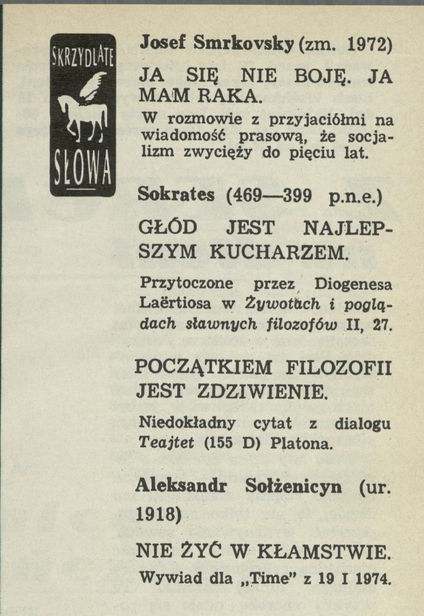 SKRZYDLATE
SŁOWA
Josef Smrkovsky (zm. 1972)
JA SIĘ NIE BOJĘ. JA
MAM RAKA.
W rozmowie z przyjaciółmi na
wiadomość prasową, że socja-
lizm zwycięży do pięciu lat.
Sokrates (469—399 p.n.e.)
GŁÓD JEST NAJLEP-
SZYM KUCHARZEM.
Przytoczone przez Diogenesa
Laërtiosa w Żywotach i poglą-
dach sławnych filozofów II, 27.
POCZĄTKIEM FILOZOFII
JEST ZDZIWIENIE.
Niedokładny cytat z dialogu
Teajtet (155 D) Platona.
Aleksandr Sołżenicyn (ur.
1918)
NIE ŻYĆ W KŁAMSTWIE.
Wywiad dla „Time” z 19 I 1974.